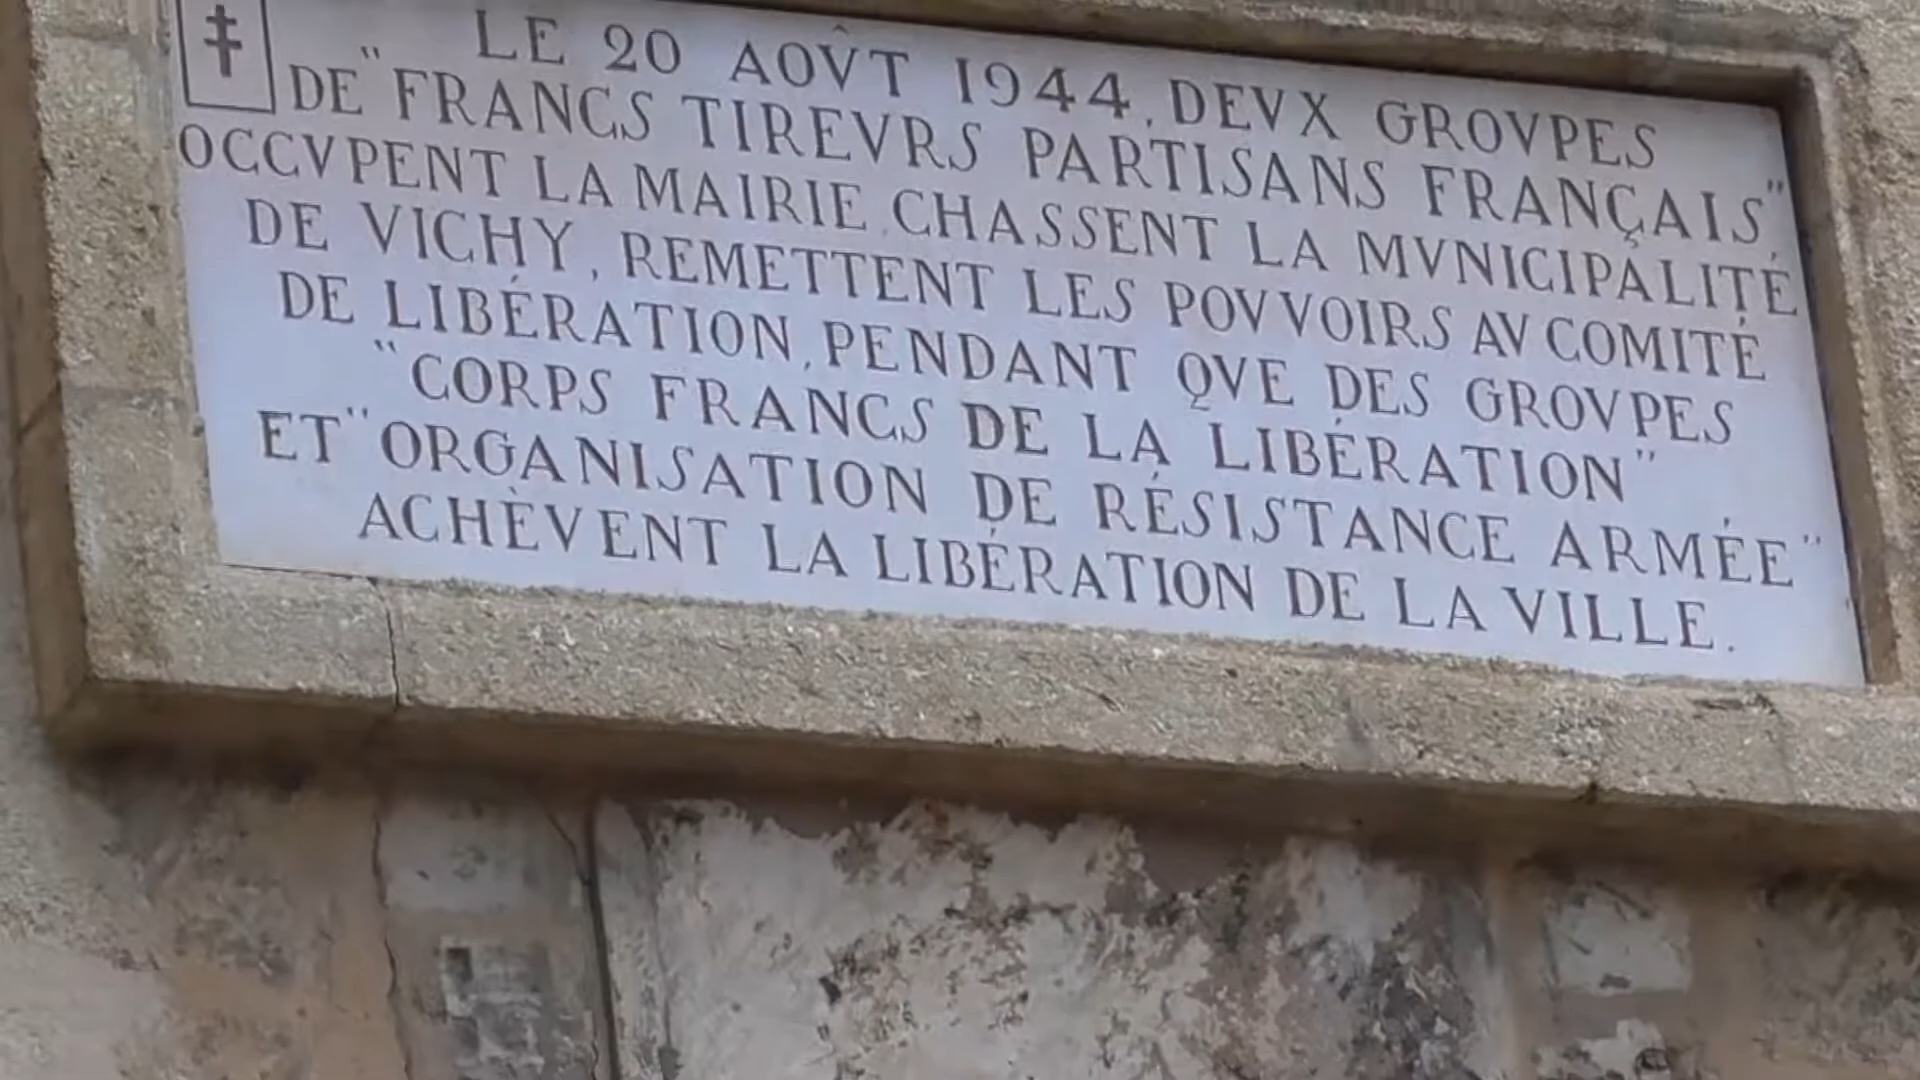 LE 20 AOÛT 1944, DEVX GROVPES
DE "FRANCS TIREVRS PARTISANS FRANÇAIS",
OCCVPENT LA MAIRIE, CHASSENT LA MVNICIPALITÉ
DE VICHY, REMETTENT LES POVVOIRS AV COMITÉ
DE LIBÉRATION, PENDANT QVE DES GROVPES
"CORPS FRANCS DE LA LIBÉRATION"
ET "ORGANISATION DE RÉSISTANCE ARMÉE"
ACHÈVENT LA LIBÉRATION DE LA VILLE.